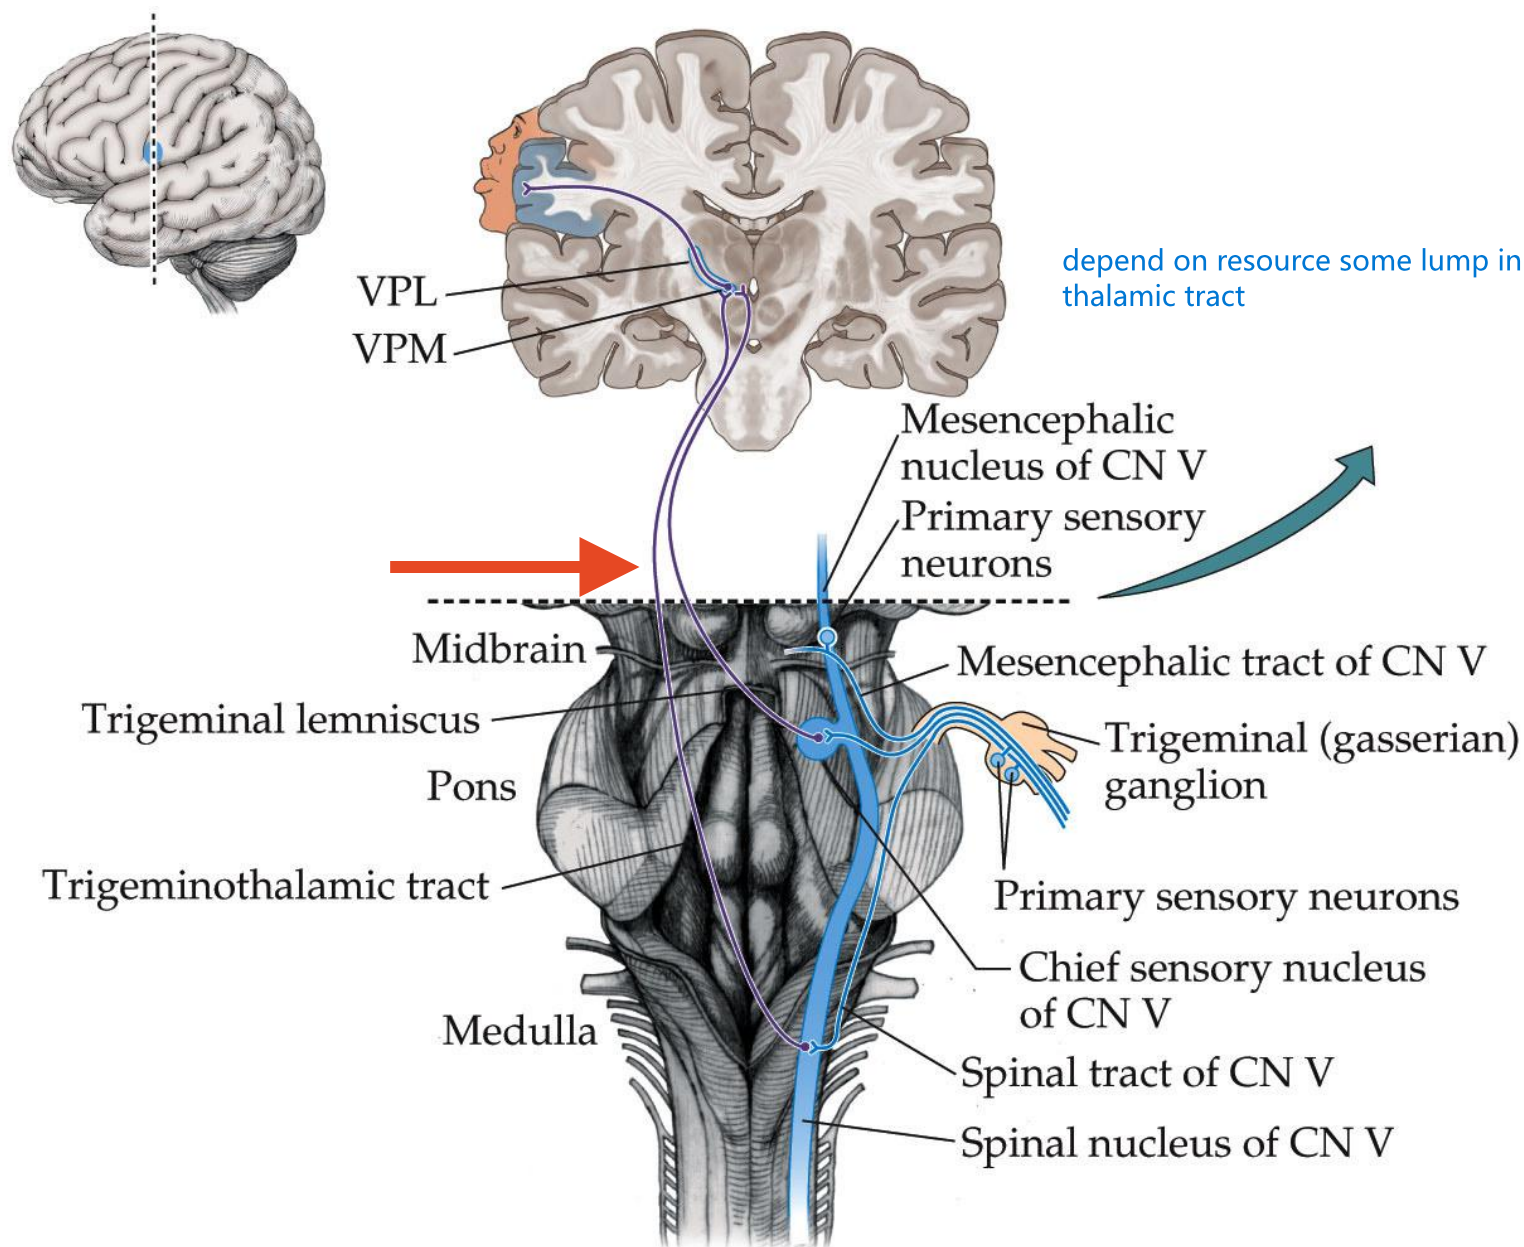 depend on resource some lump in
thalamic tract
VPL
VPM
Mesencephalic
nucleus of CN V
Primary sensory
neurons
Midbrain
Mesencephalic tract of CN V
Trigeminal lemniscus
Trigeminal (gasserian)
ganglion
Pons
Trigeminothalamic tract
Primary sensory neurons
Chief sensory nucleus
of CN V
Medulla
Spinal tract of CN V
Spinal nucleus of CN V